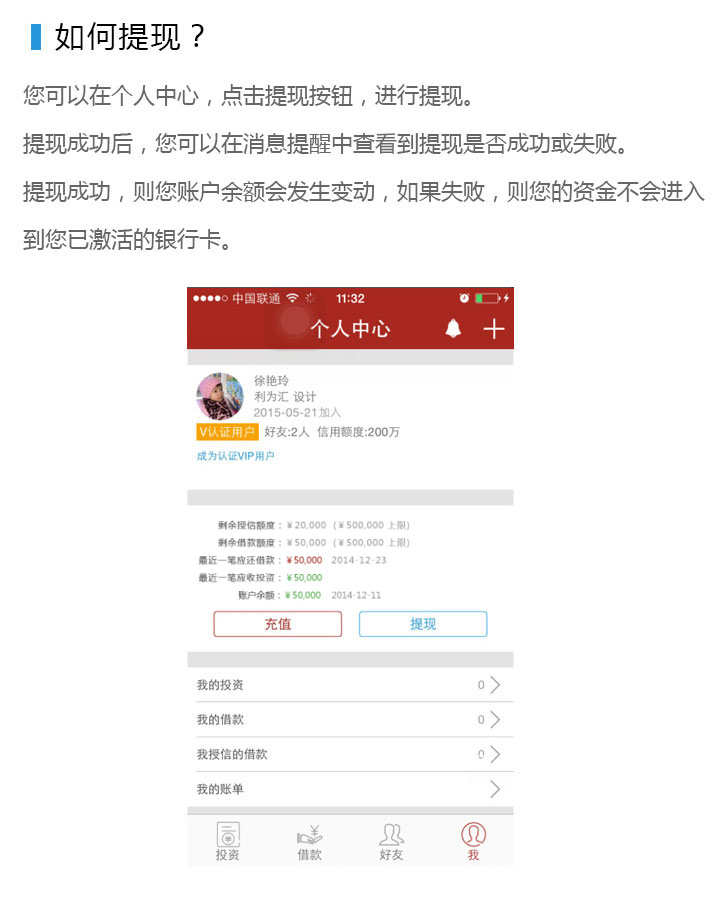 如何提现？
您可以在个人中心，点击提现按钮，进行提现。
提现成功后，您可以在消息提醒中查看到提现是否成功或失败。
提现成功，则您账户余额会发生变动，如果失败，则您的资金不会进入
到您已激活的银行卡。
中国联通 11:32
个人中心
徐艳玲
利为汇 设计
2015-05-21加入
V认证用户 好友:2人 信用额度:200万
成为认证VIP用户
剩余授信额度：¥20,000（¥500,000 上限）
剩余借款额度：¥50,000（¥500,000 上限）
最近一笔应还借款：¥50,000 2014-12-23
最近一笔应收投资：¥50,000
账户余额：¥50,000 2014-12-11
充值 提现
我的投资 0
我的借款 0
我授信的借款 0
我的账单
投资 借款 好友 我